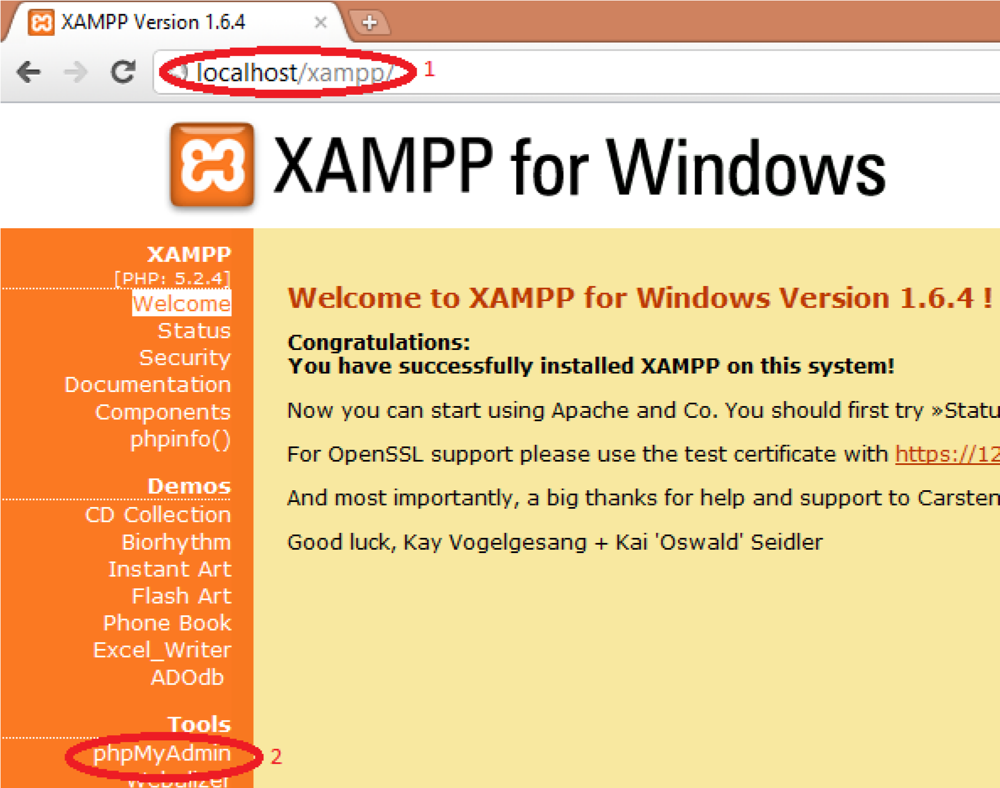 XAMPP Version 1.6.4
localhost/xampp/ 1
XAMPP for Windows
XAMPP
[PHP: 5.2.4]
Welcome
Status
Security
Documentation
Components
phpinfo()
Demos
CD Collection
Biorhythm
Instant Art
Flash Art
Phone Book
Excel_Writer
ADOdb
Tools
phpMyAdmin 2
Webalizer
Welcome to XAMPP for Windows Version 1.6.4 !
Congratulations:
You have successfully installed XAMPP on this system!
Now you can start using Apache and Co. You should first try »Statu
For OpenSSL support please use the test certificate with https://12
And most importantly, a big thanks for help and support to Carsten
Good luck, Kay Vogelgesang + Kai 'Oswald' Seidler